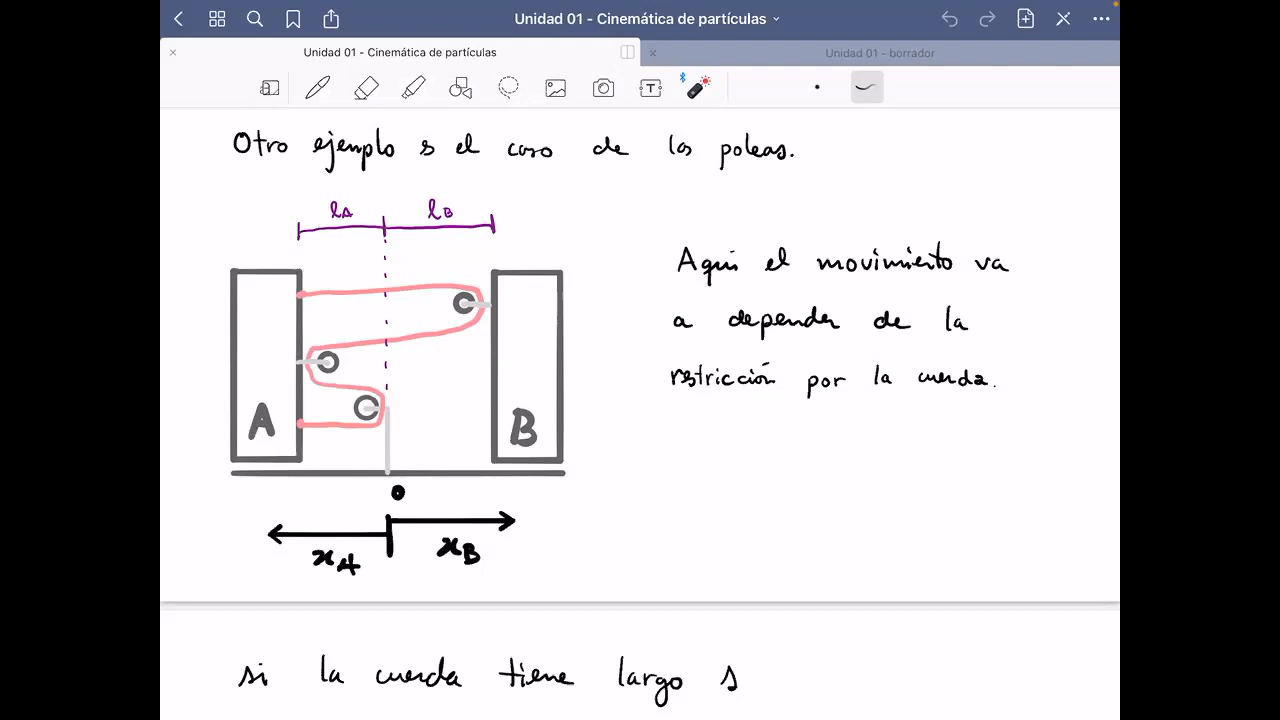 Unidad 01 - Cinemática de partículas
Unidad 01 - Cinemática de partículas
Unidad 01 - borrador
Otro ejemplo s el caso de las poleas.
lA lB
Aquí el movimiento va
a depender de la
restricción por la cuerda.
A B
0
xA xB
si la cuerda tiene largo s